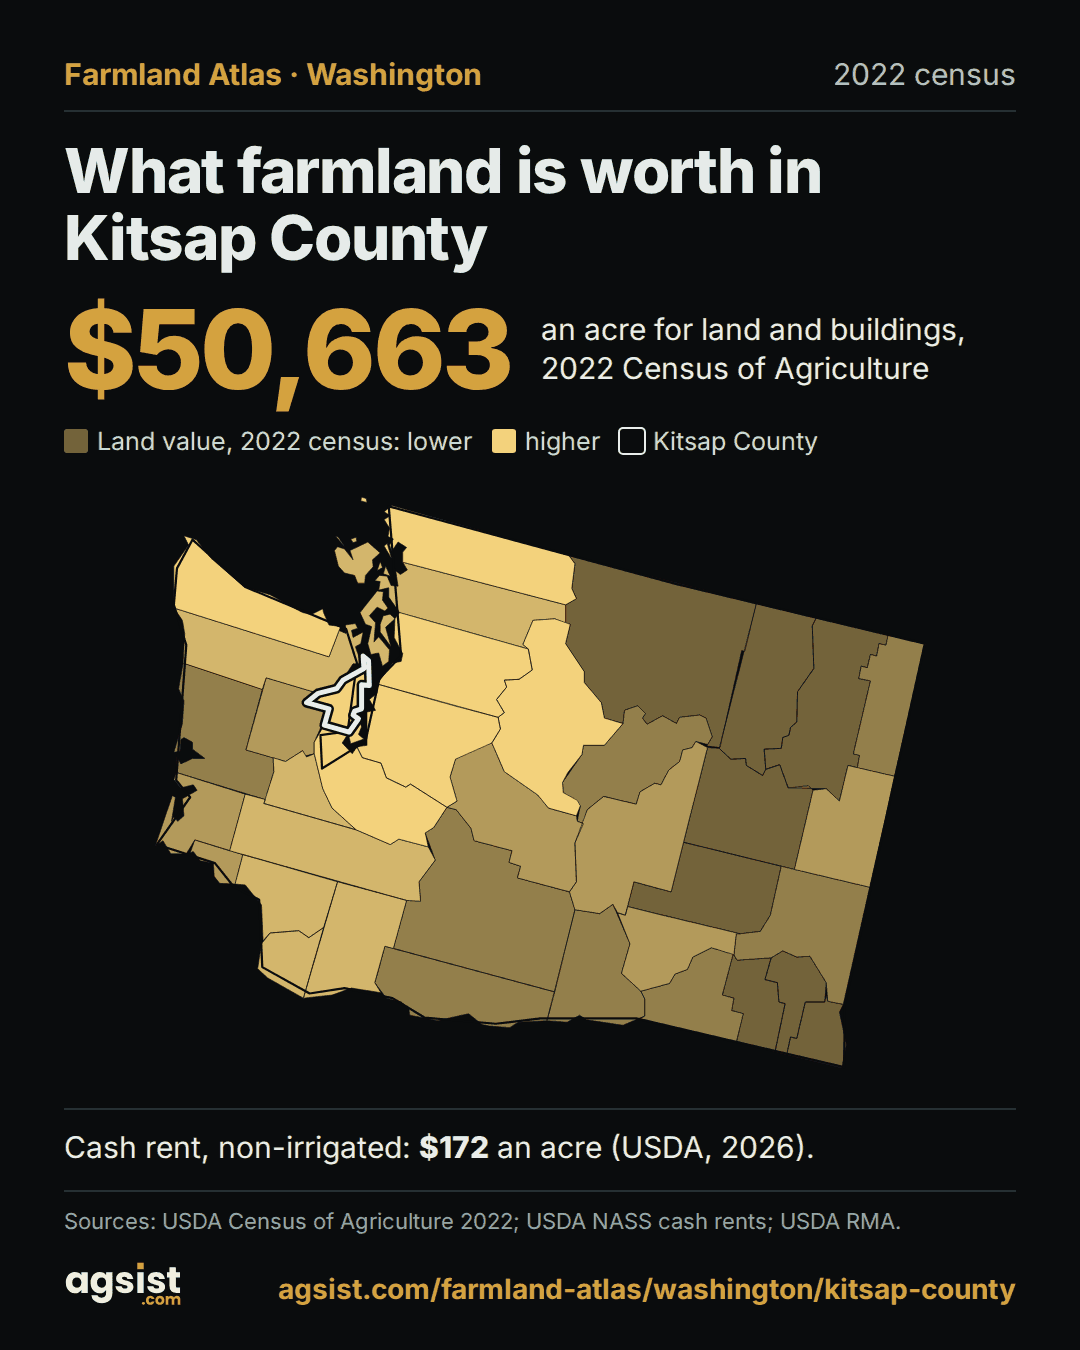 Farmland Atlas · Washington
2022 census
What farmland is worth in
Kitsap County
$50,663
an acre for land and buildings,
2022 Census of Agriculture
Land value, 2022 census: lower
higher
Kitsap County
Cash rent, non-irrigated: $172 an acre (USDA, 2026).
Sources: USDA Census of Agriculture 2022; USDA NASS cash rents; USDA RMA.
agsist
.com
agsist.com/farmland-atlas/washington/kitsap-county